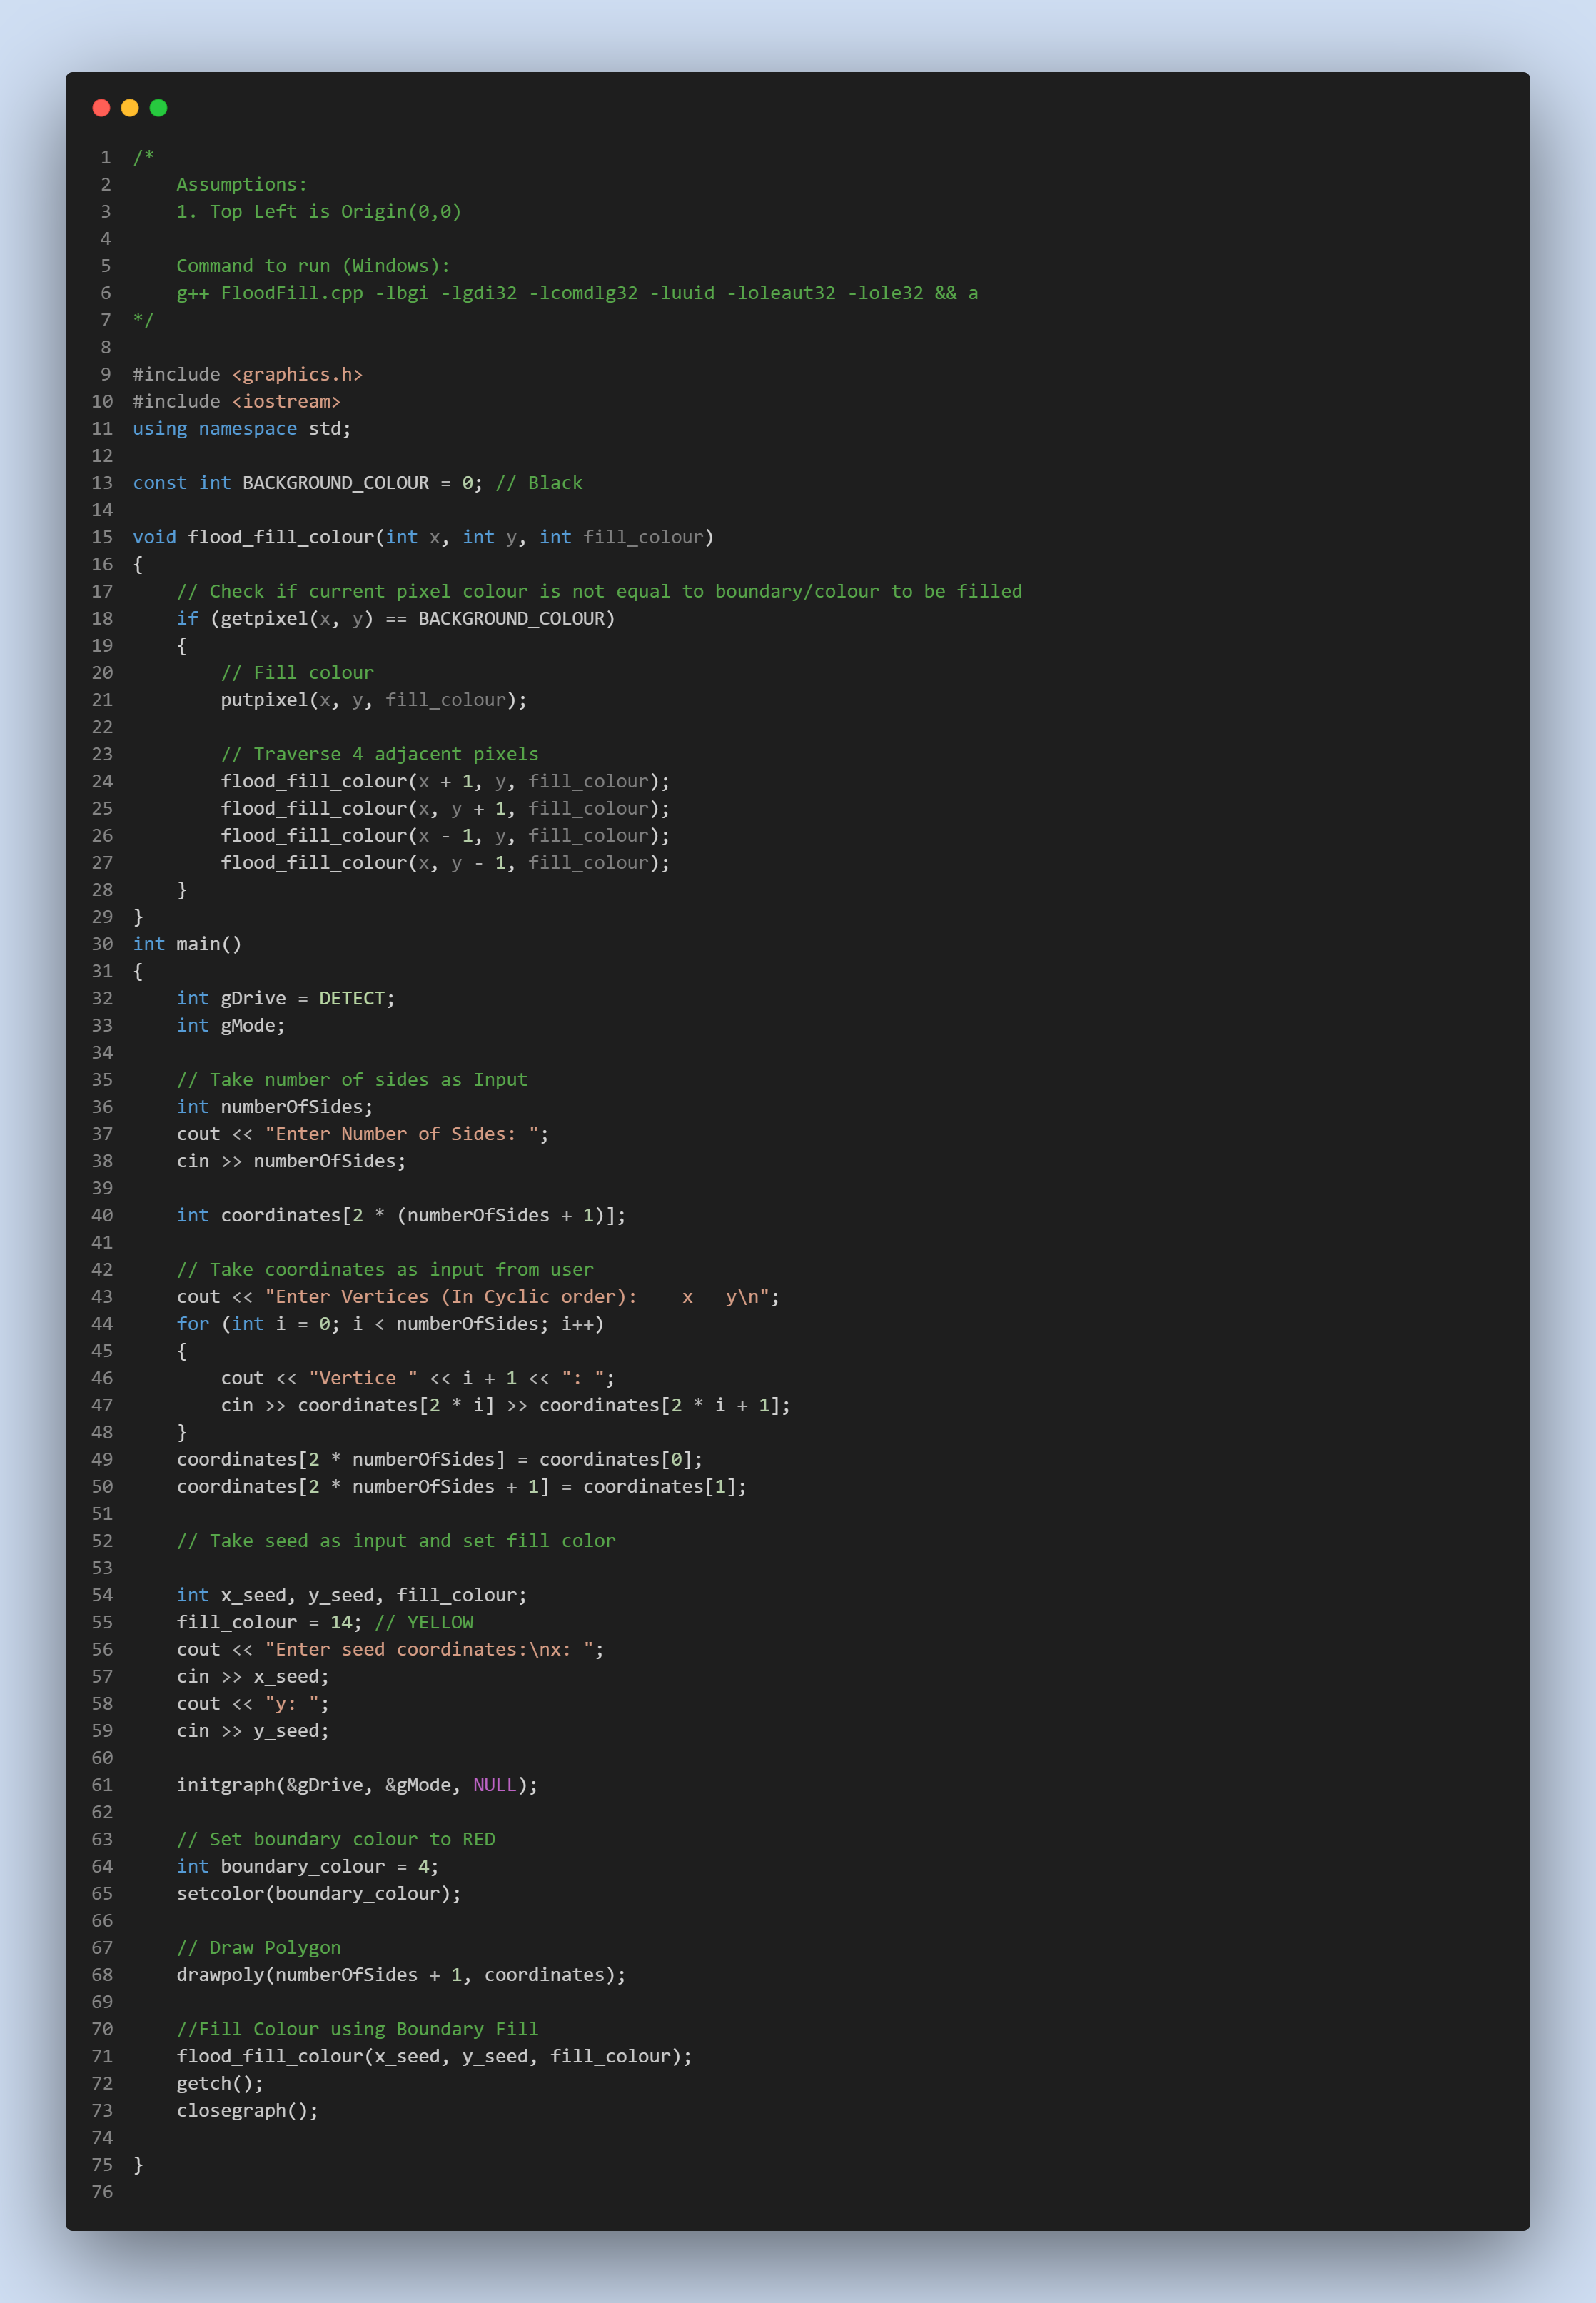 1 /*
2     Assumptions:
3     1. Top Left is Origin(0,0)
4
5     Command to run (Windows):
6     g++ FloodFill.cpp -lbgi -lgdi32 -lcomdlg32 -luuid -loleaut32 -lole32 && a
7 */
8
9 #include <graphics.h>
10 #include <iostream>
11 using namespace std;
12
13 const int BACKGROUND_COLOUR = 0; // Black
14
15 void flood_fill_colour(int x, int y, int fill_colour)
16 {
17     // Check if current pixel colour is not equal to boundary/colour to be filled
18     if (getpixel(x, y) == BACKGROUND_COLOUR)
19     {
20         // Fill colour
21         putpixel(x, y, fill_colour);
22
23         // Traverse 4 adjacent pixels
24         flood_fill_colour(x + 1, y, fill_colour);
25         flood_fill_colour(x, y + 1, fill_colour);
26         flood_fill_colour(x - 1, y, fill_colour);
27         flood_fill_colour(x, y - 1, fill_colour);
28     }
29 }
30 int main()
31 {
32     int gDrive = DETECT;
33     int gMode;
34
35     // Take number of sides as Input
36     int numberOfSides;
37     cout << "Enter Number of Sides: ";
38     cin >> numberOfSides;
39
40     int coordinates[2 * (numberOfSides + 1)];
41
42     // Take coordinates as input from user
43     cout << "Enter Vertices (In Cyclic order):    x   y\n";
44     for (int i = 0; i < numberOfSides; i++)
45     {
46         cout << "Vertice " << i + 1 << ": ";
47         cin >> coordinates[2 * i] >> coordinates[2 * i + 1];
48     }
49     coordinates[2 * numberOfSides] = coordinates[0];
50     coordinates[2 * numberOfSides + 1] = coordinates[1];
51
52     // Take seed as input and set fill color
53
54     int x_seed, y_seed, fill_colour;
55     fill_colour = 14; // YELLOW
56     cout << "Enter seed coordinates:\nx: ";
57     cin >> x_seed;
58     cout << "y: ";
59     cin >> y_seed;
60
61     initgraph(&gDrive, &gMode, NULL);
62
63     // Set boundary colour to RED
64     int boundary_colour = 4;
65     setcolor(boundary_colour);
66
67     // Draw Polygon
68     drawpoly(numberOfSides + 1, coordinates);
69
70     //Fill Colour using Boundary Fill
71     flood_fill_colour(x_seed, y_seed, fill_colour);
72     getch();
73     closegraph();
74
75 }
76